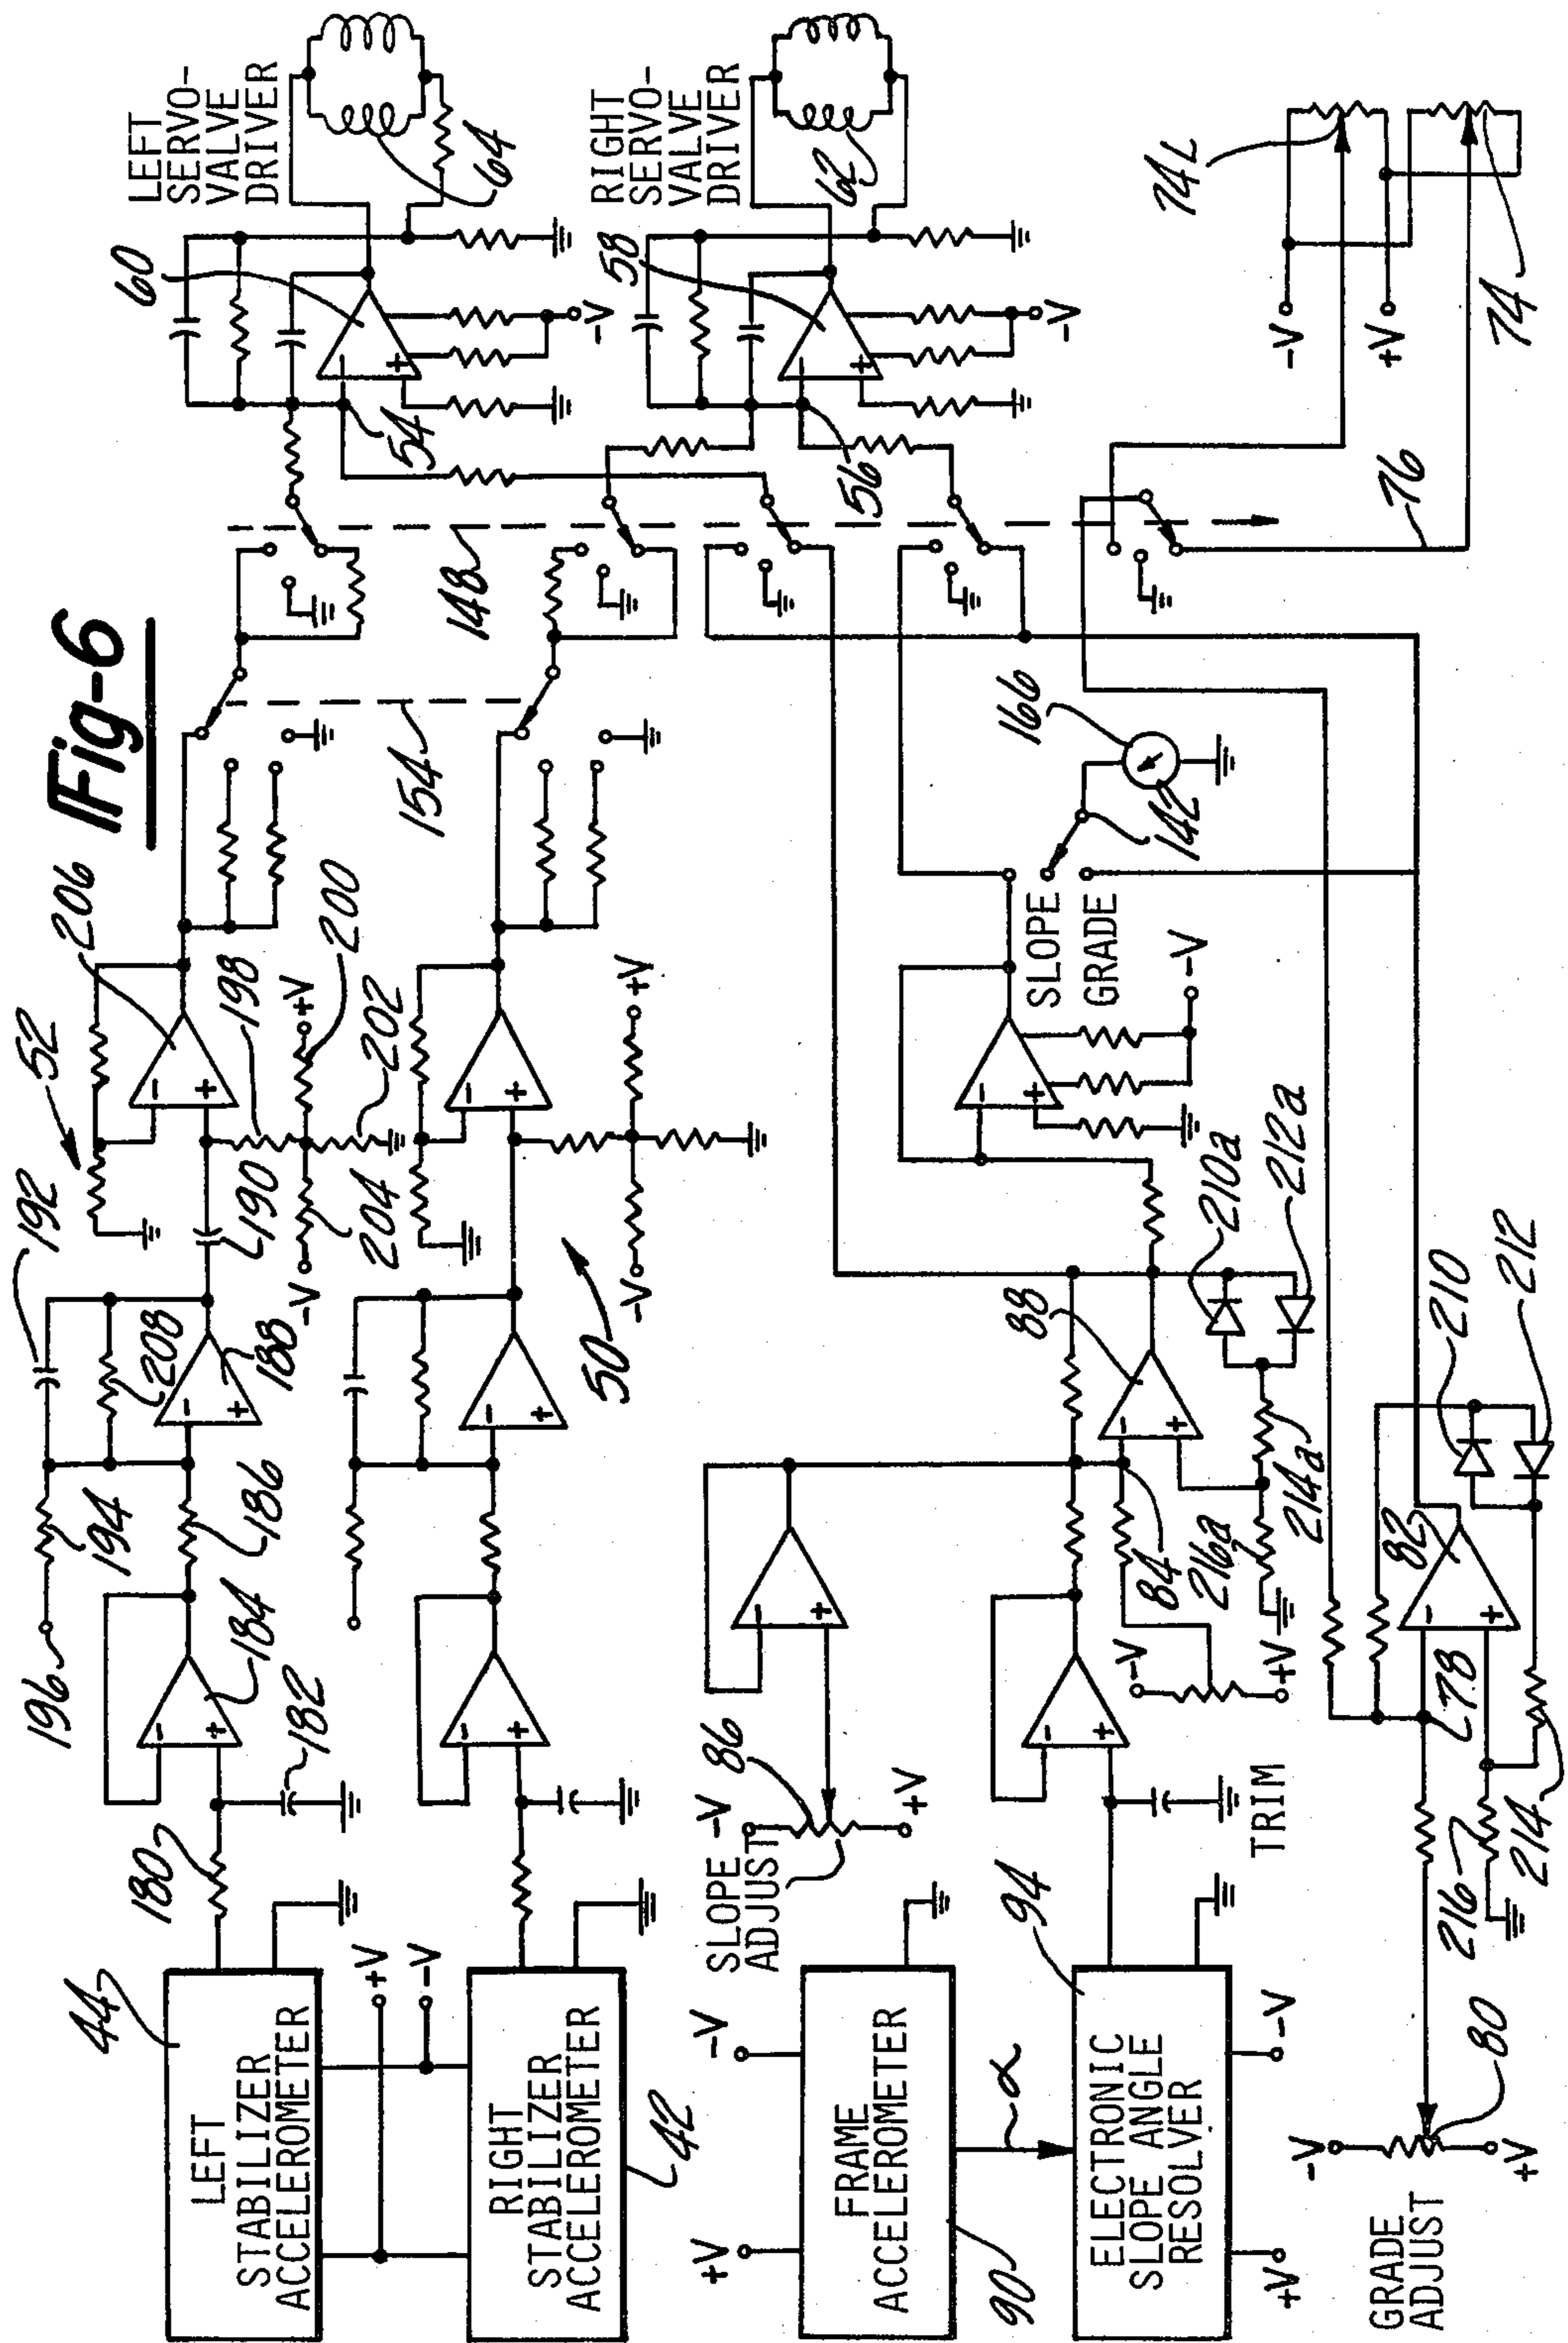 Fig-6
LEFT
SERVO-
VALVE
DRIVER
64
60
54
-V
RIGHT
SERVO-
VALVE
DRIVER
62
58
56
-V
74L
-V
+V
74
76
148
154
166
142
SLOPE
GRADE
-V
206
52
198
+V
200
202
204
-V
190
192
208
188
194
186
196
184
182
180
44
LEFT
STABILIZER
ACCELEROMETER
+V
-V
RIGHT
STABILIZER
ACCELEROMETER
42
+V
-V
50
SLOPE
ADJUST
-V
86
+V
-V
+V
FRAME
ACCELEROMETER
90
α
94
ELECTRONIC
SLOPE ANGLE
RESOLVER
-V
+V
TRIM
-V
+V
84
88
210a
212a
214a
216a
210
212
82
78
216
214
GRADE
ADJUST
-V
+V
80